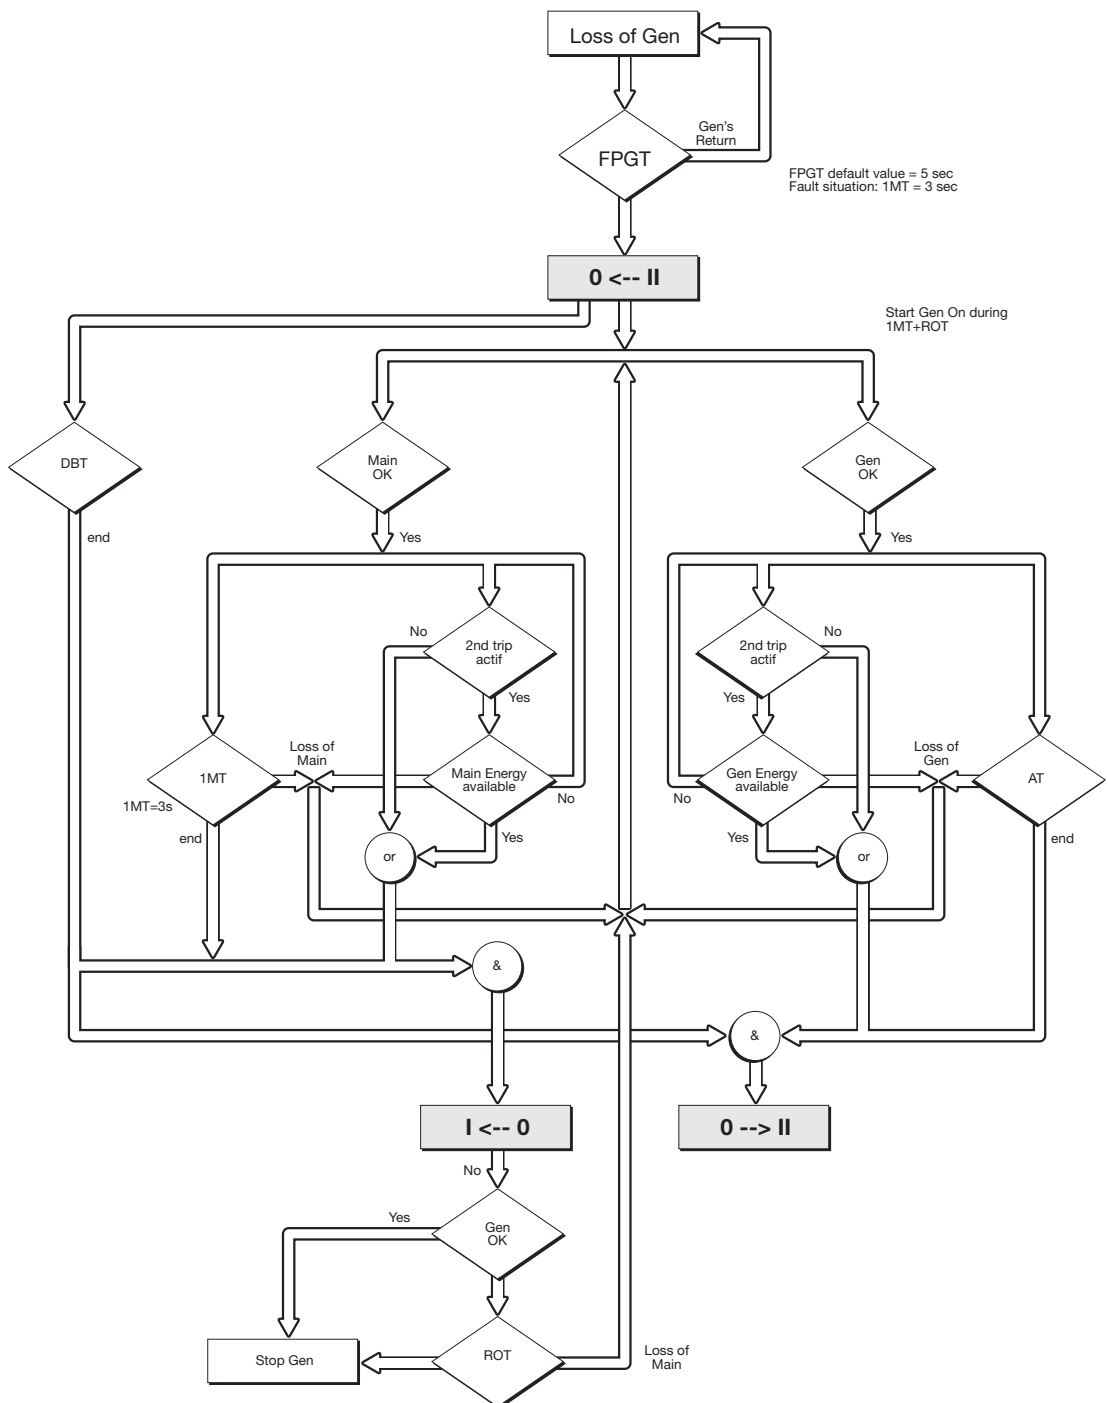 Loss of Gen
Gen's
Return
FPGT
FPGT default value = 5 sec
Fault situation: 1MT = 3 sec
0 <-- II
Start Gen On during
1MT+ROT
DBT
Main
OK
Gen
OK
end
Yes
Yes
No
2nd trip
actif
2nd trip
actif
No
Yes
Yes
Loss of
Main
Loss of
Gen
1MT
Main Energy
available
Gen Energy
available
AT
1MT=3s
No
No
end
Yes
Yes
end
or
or
&
&
I <-- 0
0 --> II
No
Yes
Gen
OK
Stop Gen
ROT
Loss of
Main